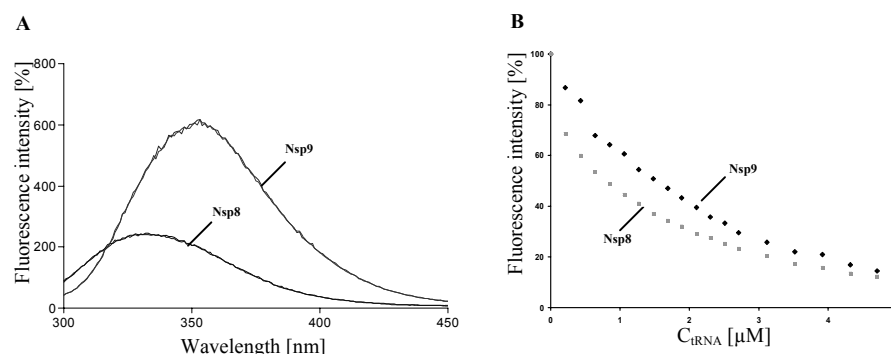 A
Fluorescence intensity [%]
800
600
400
200
0
300
350
400
450
Wavelength [nm]
Nsp9
Nsp8
B
Fluorescence intensity [%]
100
80
60
40
20
0
0
1
2
3
4
CtRNA [µM]
Nsp9
Nsp8